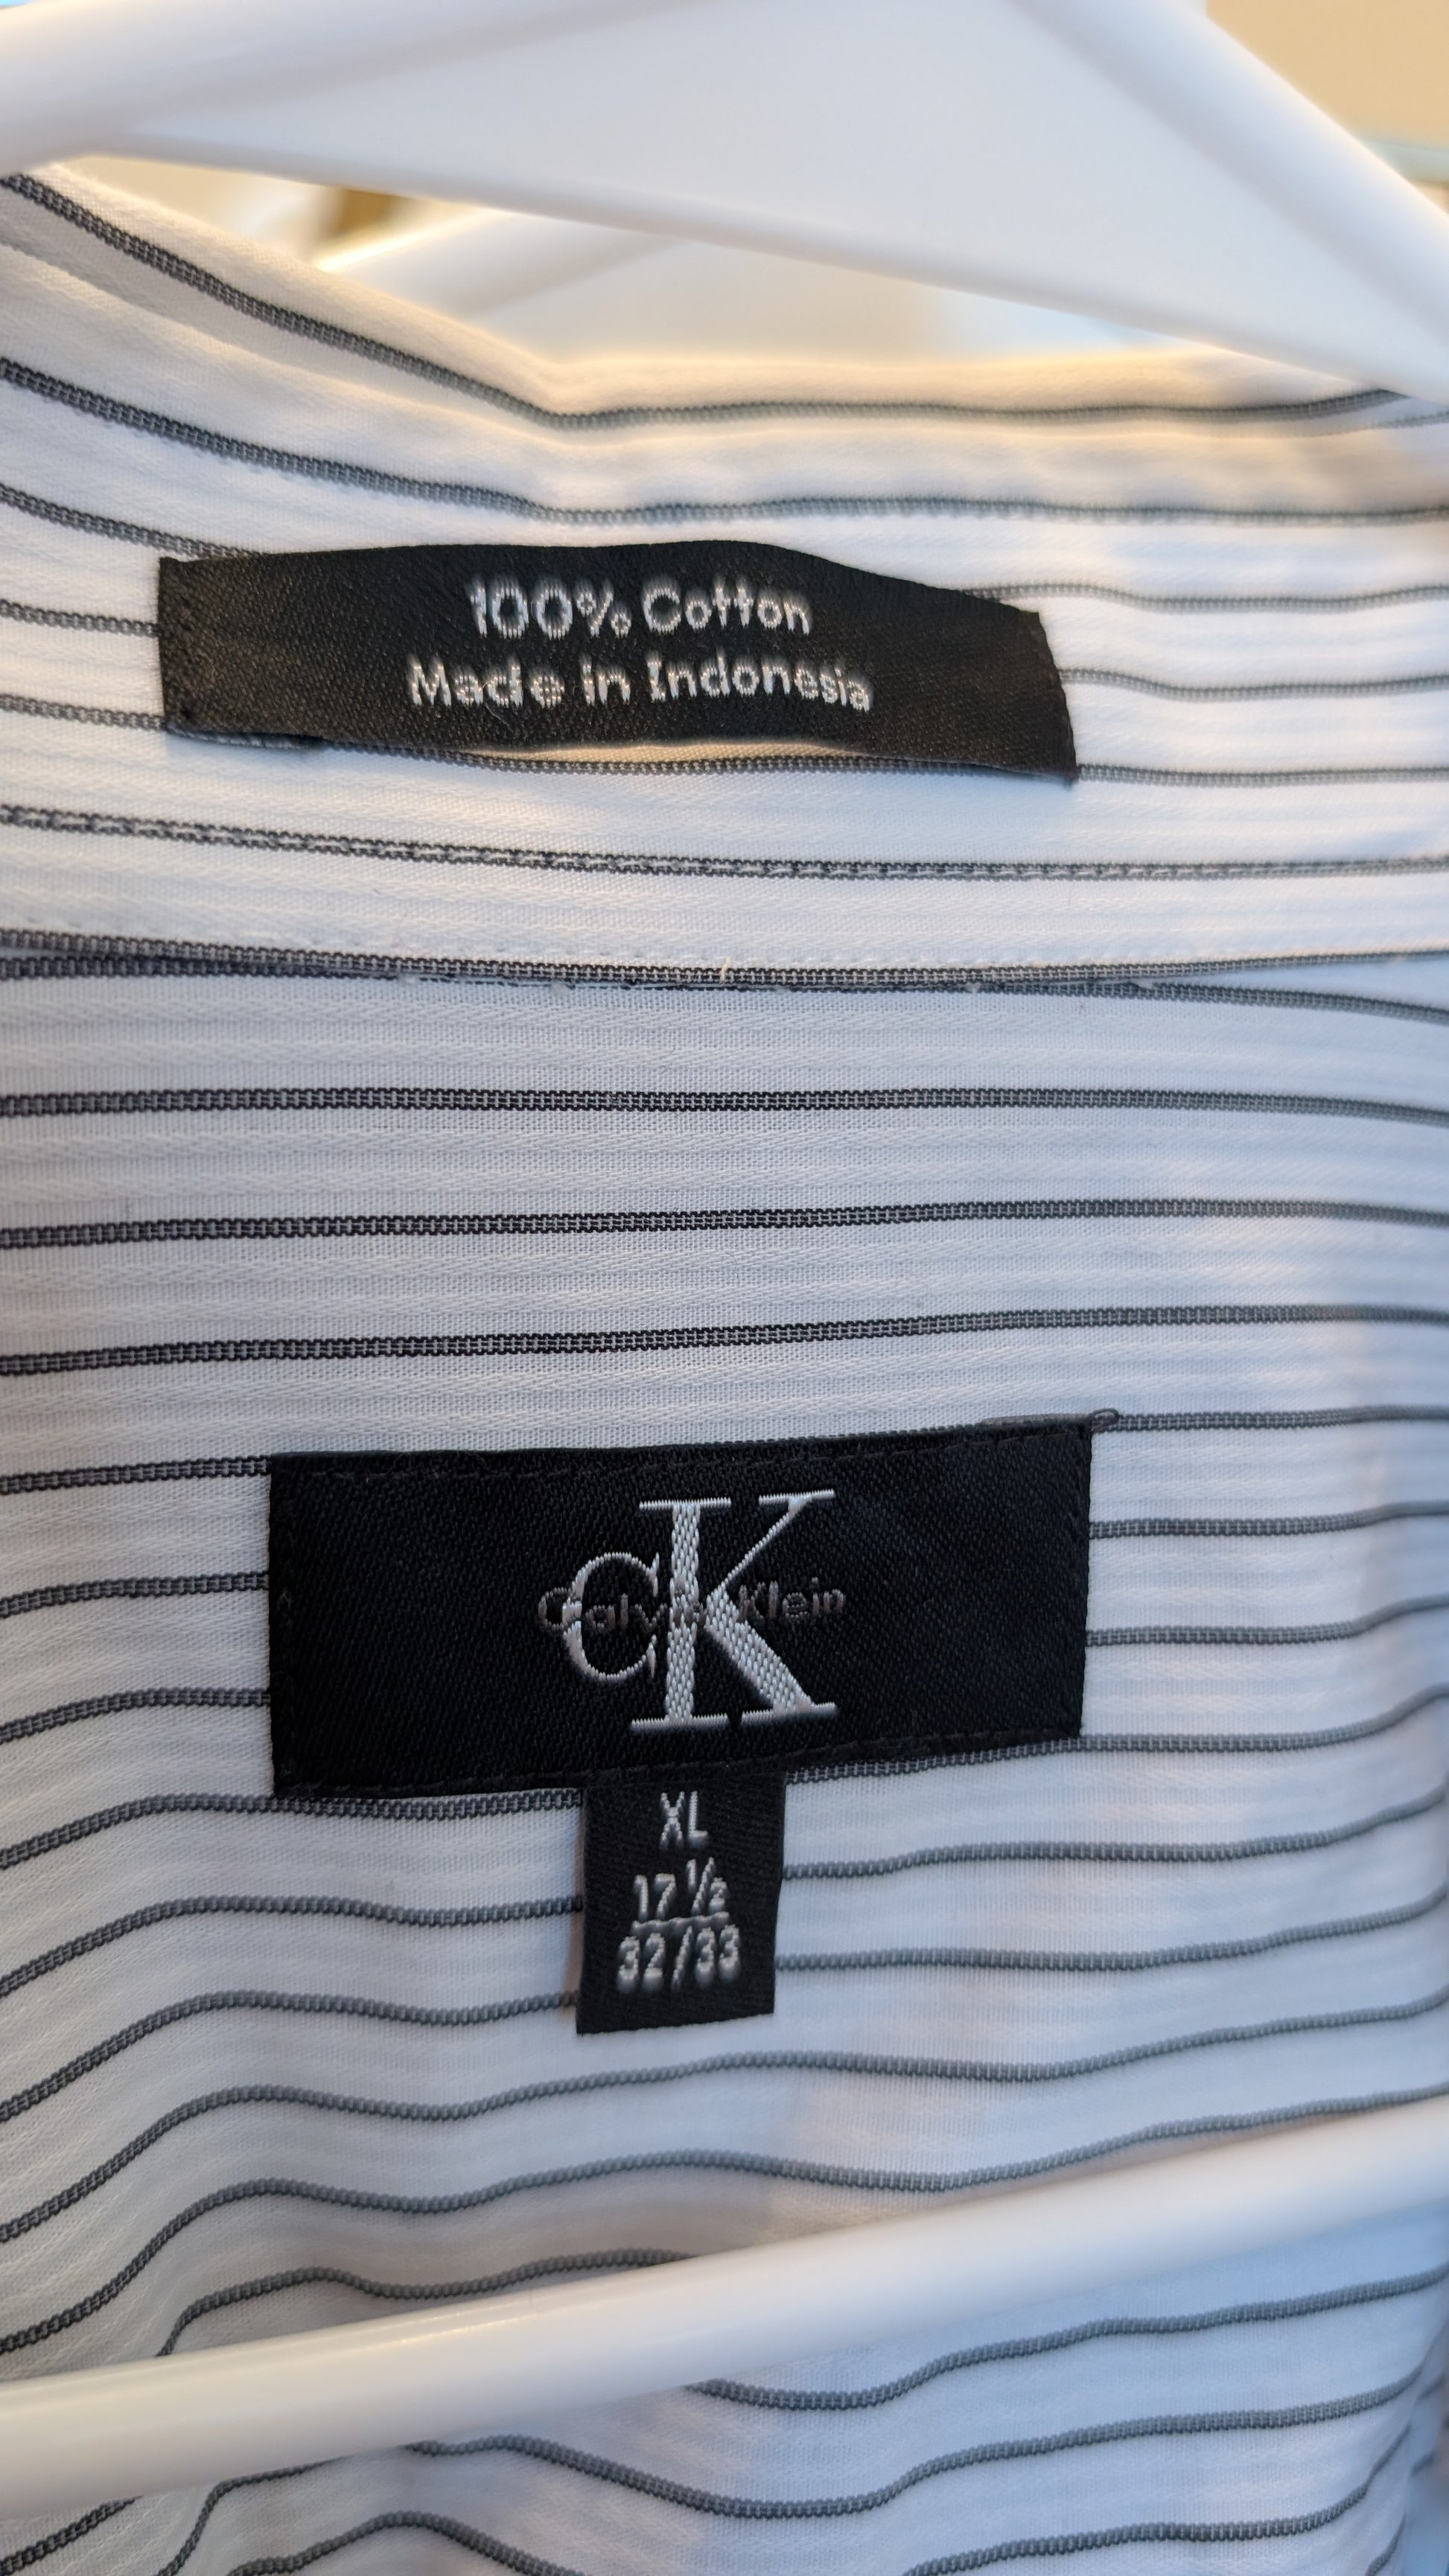 100% Cotton
Made in Indonesia
CK
Calvin Klein
XL
17 1/2
32/33